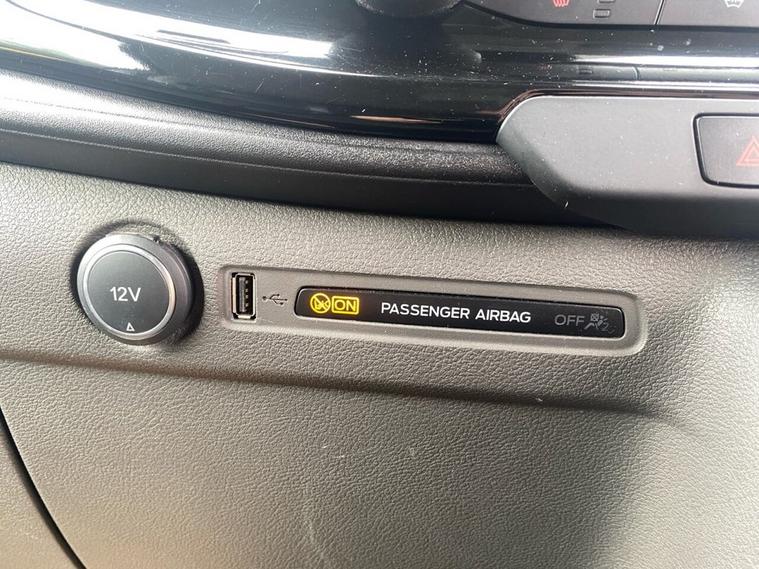 12V
ON PASSENGER AIRBAG OFF